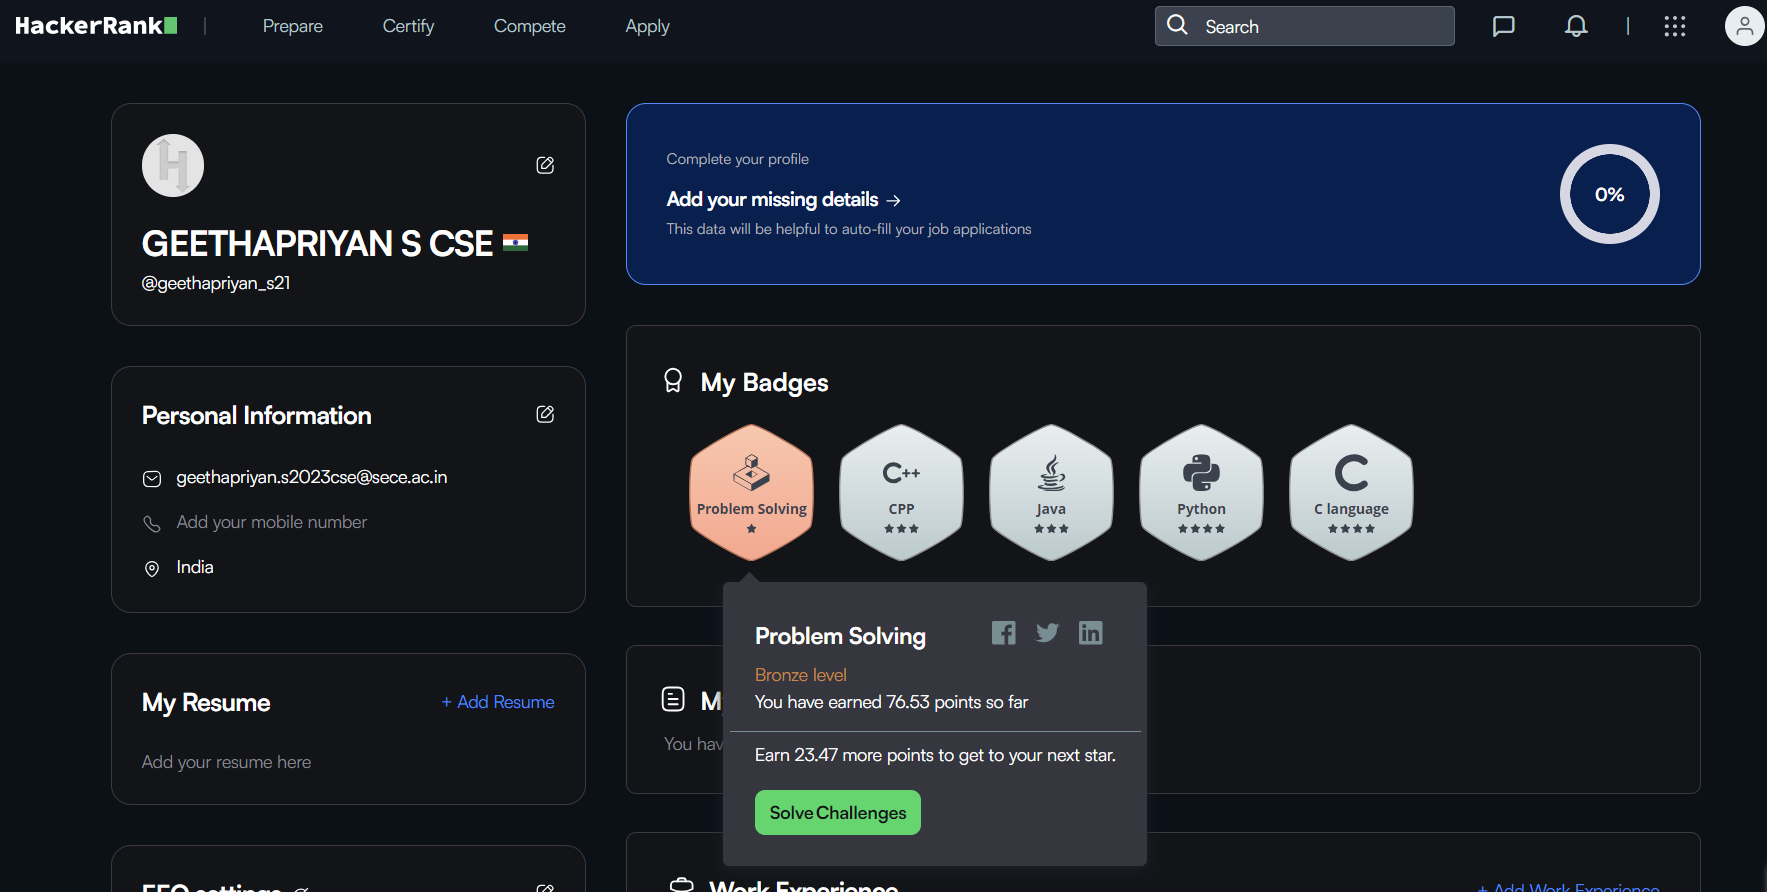 HackerRank
Prepare
Certify
Compete
Apply
Search
GEETHAPRIYAN S CSE
@geethapriyan_s21
Complete your profile
Add your missing details →
This data will be helpful to auto-fill your job applications
0%
Personal Information
geethapriyan.s2023cse@sece.ac.in
Add your mobile number
India
My Badges
Problem Solving
C++
CPP
Java
Python
C
C language
Problem Solving
Bronze level
You have earned 76.53 points so far
Earn 23.47 more points to get to your next star.
Solve Challenges
My Resume
+ Add Resume
Add your resume here
You
EEO settings
Work Experience
+ Add Work Experience